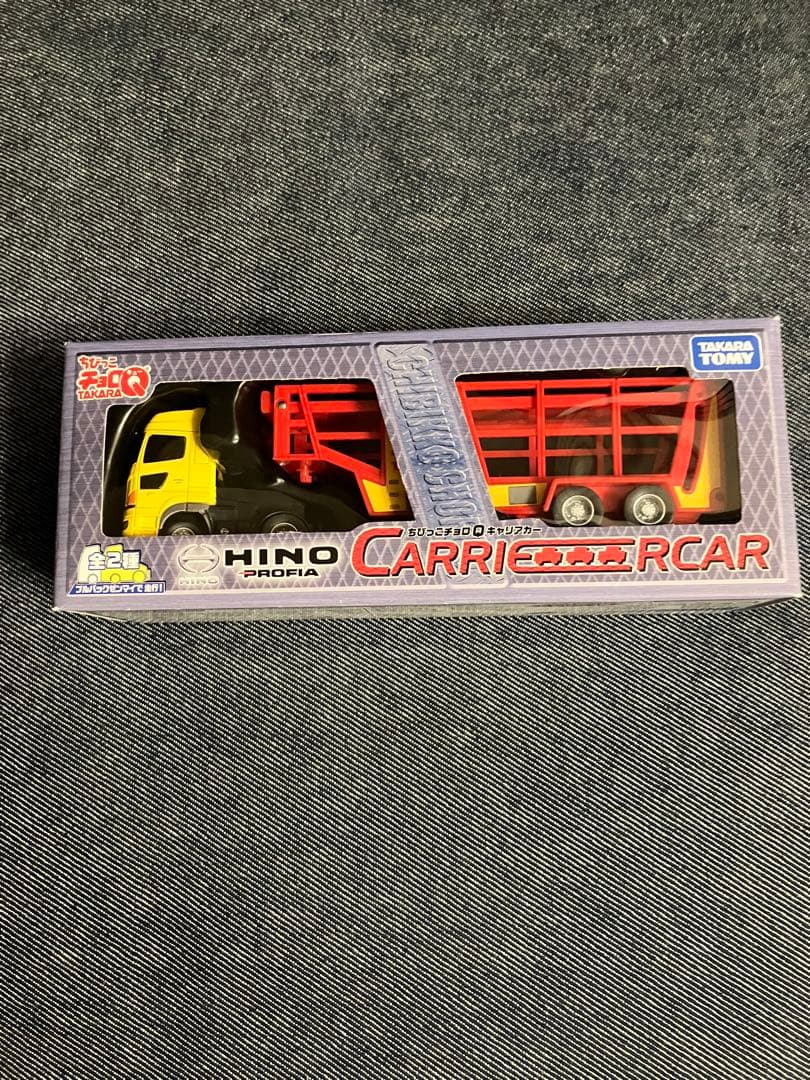 ちびっこ
チョロQ
TAKARA
TAKARA
TOMY
CHIBIKKO CHO
ちびっこチョロQ キャリアカー
全2種
プルバックゼンマイで走行!
HINO
HINO
PROFIA
CARRIERCAR